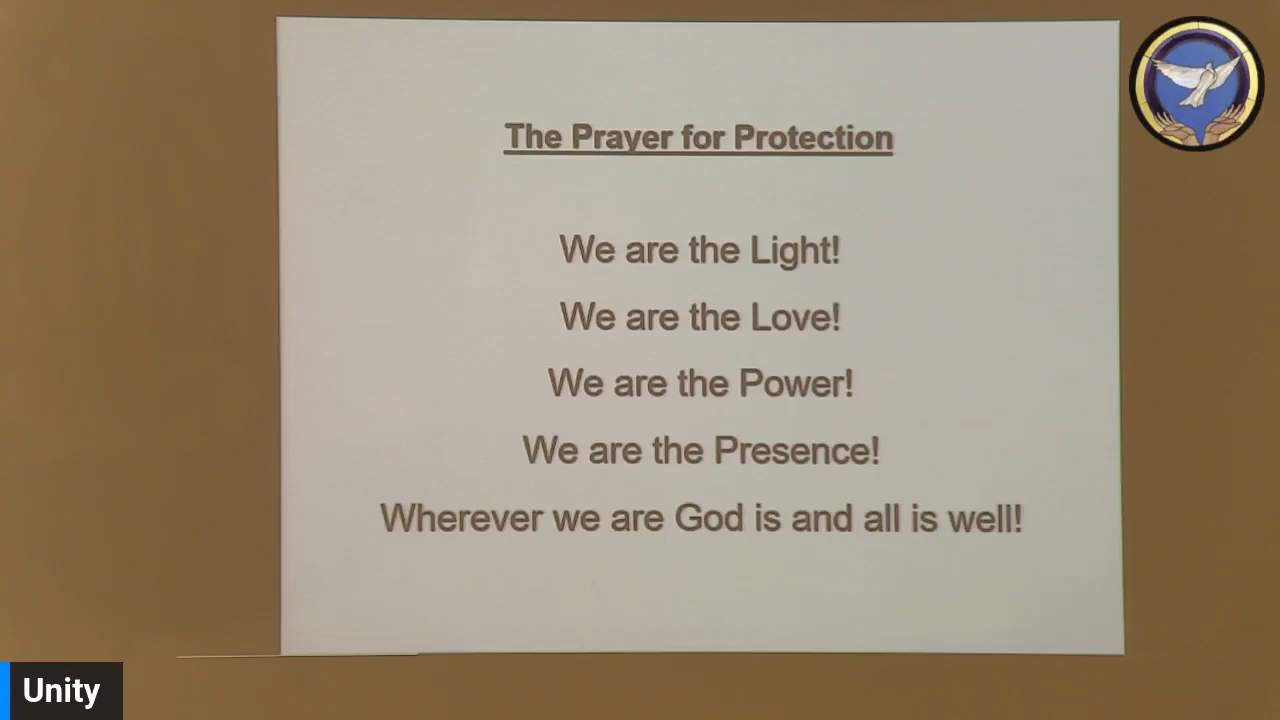 The Prayer for Protection
We are the Light!
We are the Love!
We are the Power!
We are the Presence!
Wherever we are God is and all is well!
Unity